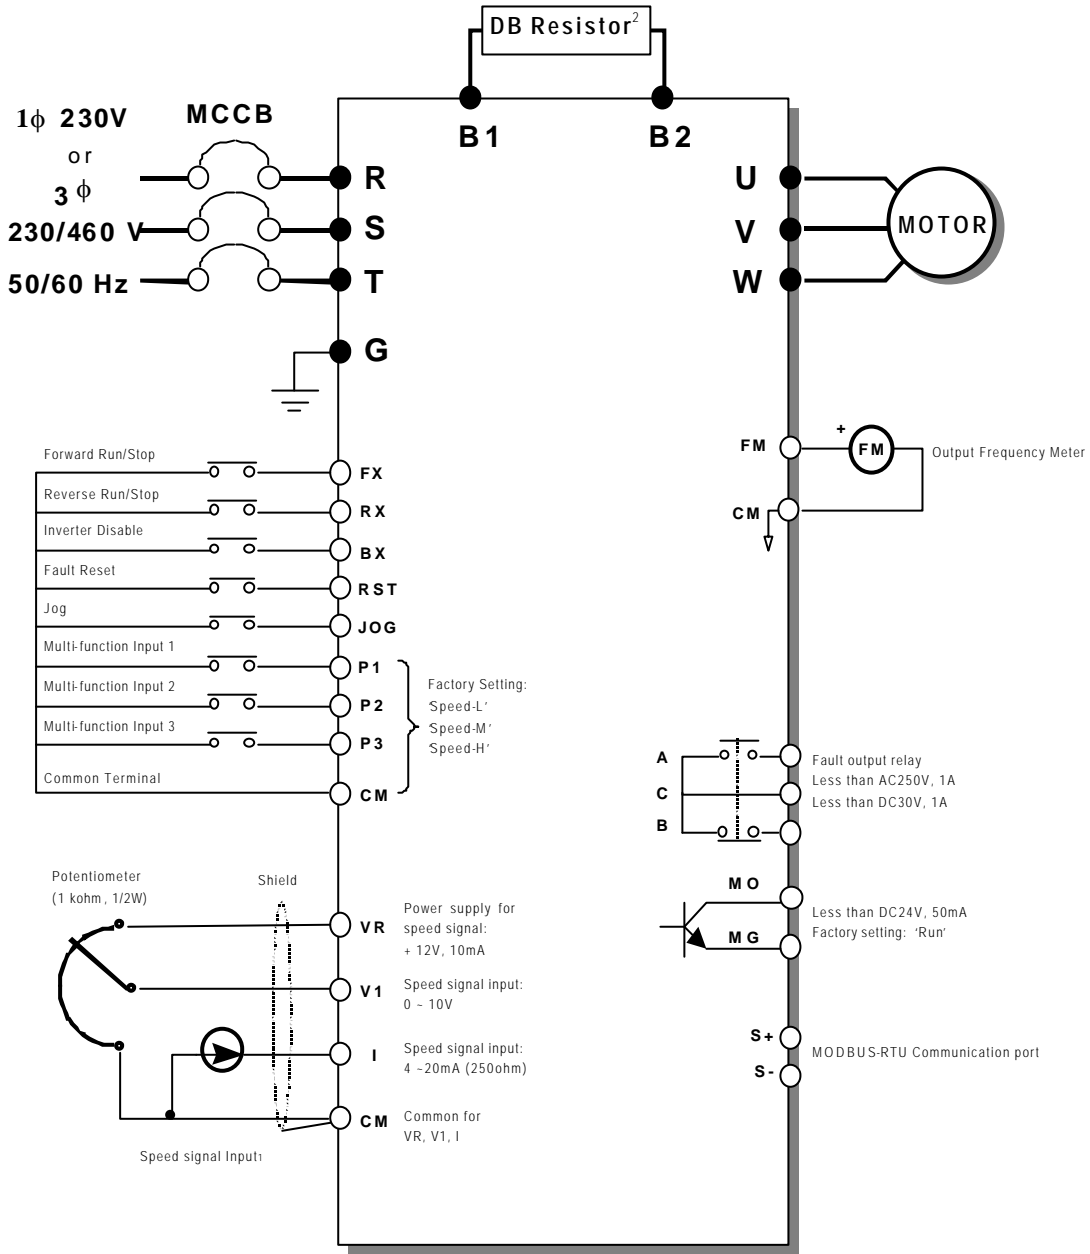 DB Resistor2
B1
B2
1ϕ 230V
or
3 ϕ
230/460 V
50/60 Hz
MCCB
R
S
T
G
U
V
W
MOTOR
Forward Run/Stop
FX
Reverse Run/Stop
RX
Inverter Disable
BX
Fault Reset
RST
Jog
JOG
Multi-function Input 1
P1
Multi-function Input 2
P2
Multi-function Input 3
P3
Common Terminal
CM
Factory Setting:
'Speed-L'
'Speed-M'
'Speed-H'
FM
+
FM
Output Frequency Meter
CM
A
C
B
Fault output relay
Less than AC250V, 1A
Less than DC30V, 1A
MO
MG
Less than DC24V, 50mA
Factory setting: 'Run'
S+
S-
MODBUS-RTU Communication port
Potentiometer
(1 kohm, 1/2W)
Shield
VR
Power supply for
speed signal:
+ 12V, 10mA
V1
Speed signal input:
0 ~ 10V
I
Speed signal input:
4 ~20mA (250ohm)
CM
Common for
VR, V1, I
Speed signal Input1